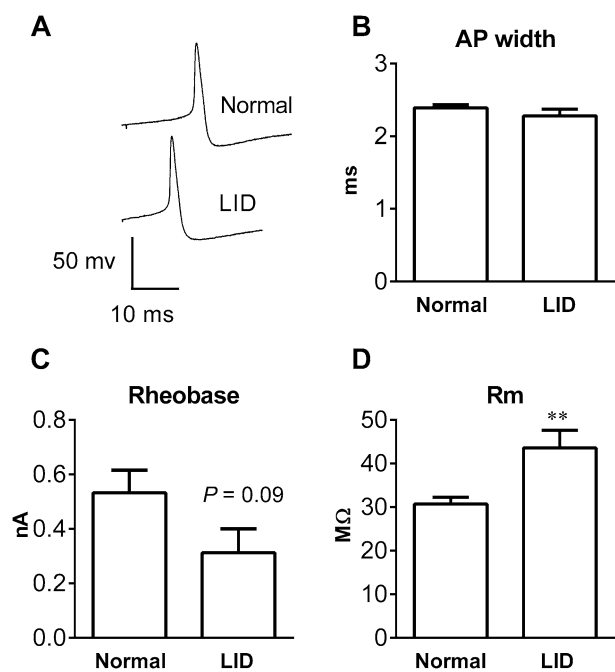 A
Normal
LID
50 mv
10 ms
B
AP width
ms
3
2
1
0
Normal LID
C
Rheobase
nA
0.8
0.6
0.4
0.2
0.0
P = 0.09
Normal LID
D
Rm
MΩ
50
40
30
20
10
0
**
Normal LID